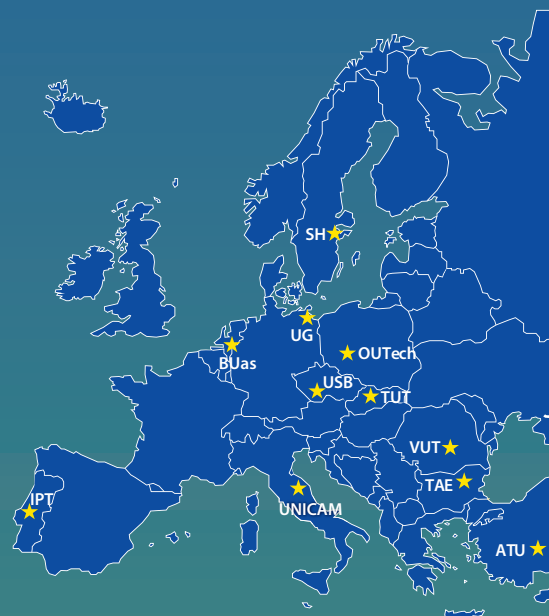 SH
UG
OUTech
BUas
USB
TUT
VUT
TAE
IPT
UNICAM
ATU